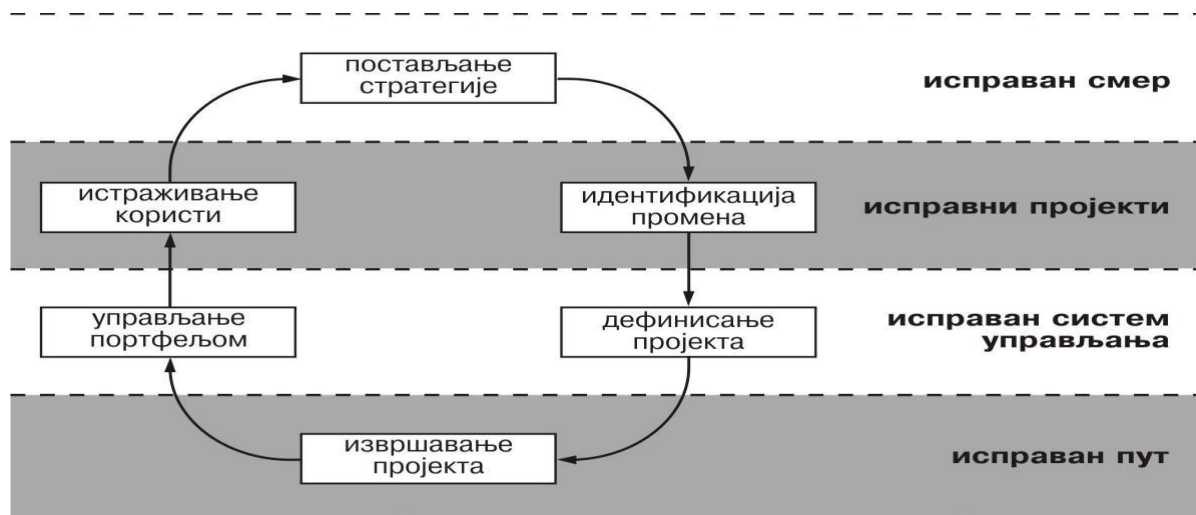 постављање
стратегије
исправан смер
истраживање
користи
идентификација
промена
исправни пројекти
управљање
портфељом
дефинисање
пројекта
исправан систем
управљања
извршавање
пројекта
исправан пут